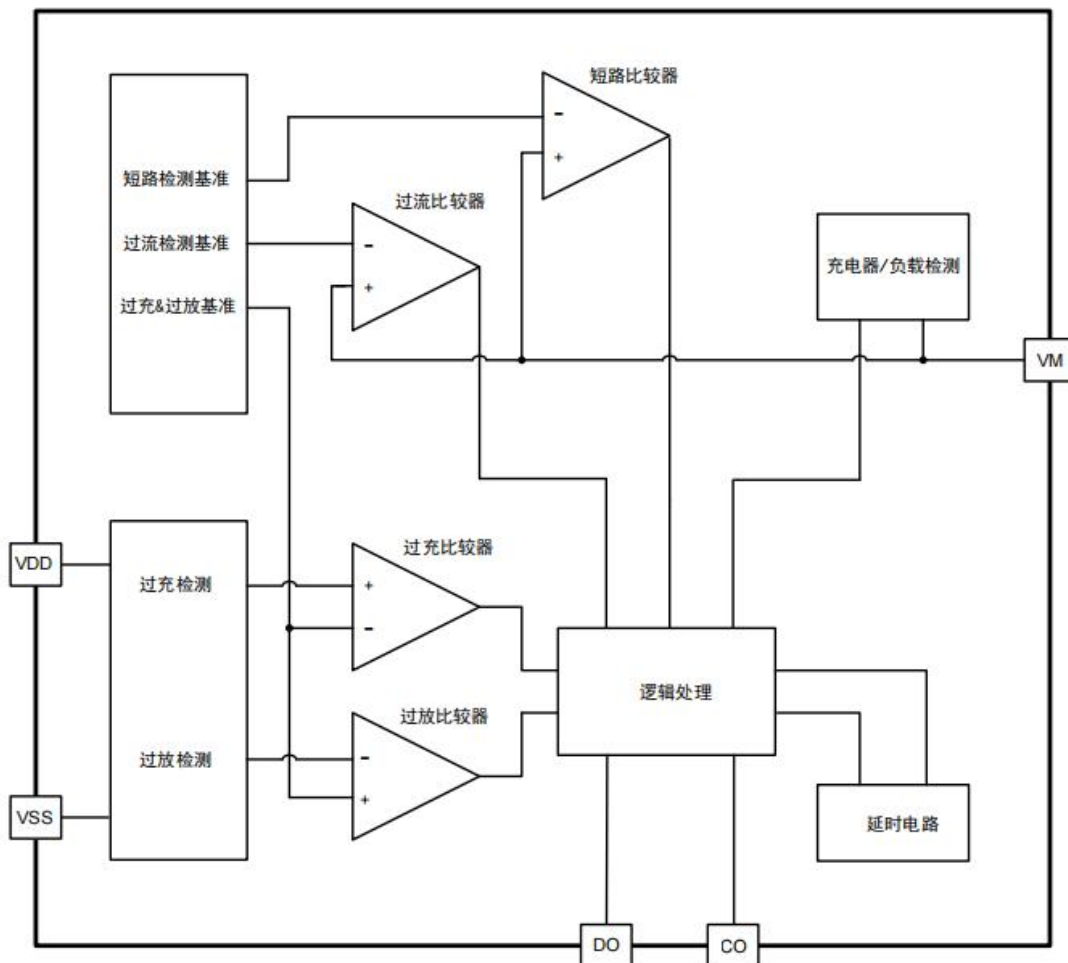 短路比较器
-
+
短路检测基准
过流比较器
过流检测基准
-
充电器/负载检测
+
过充&过放基准
VM
过充比较器
VDD
过充检测
+
-
逻辑处理
过放比较器
过放检测
-
+
VSS
延时电路
DO
CO